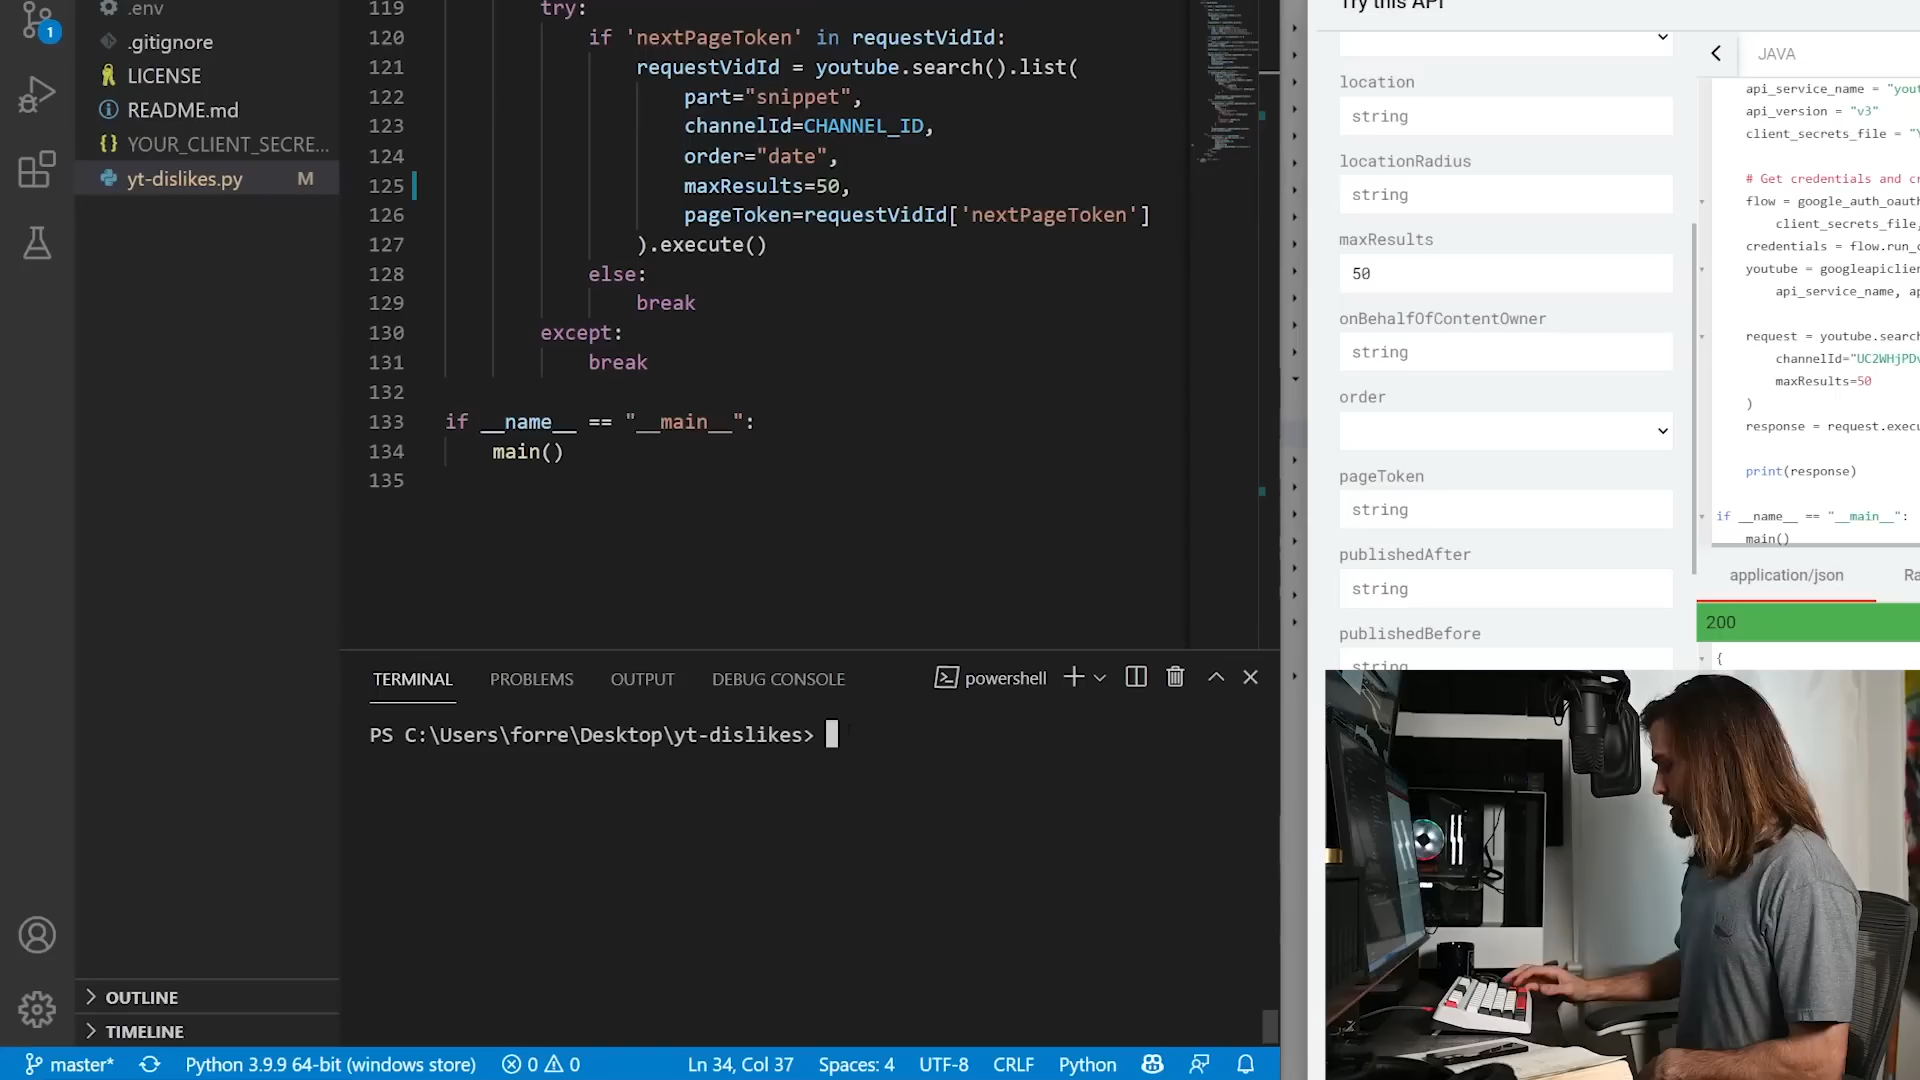 .env
.gitignore
LICENSE
README.md
YOUR_CLIENT_SECRE...
yt-dislikes.py M
1
OUTLINE
TIMELINE
119 try:
120 if 'nextPageToken' in requestVidId:
121 requestVidId = youtube.search().list(
122 part="snippet",
123 channelId=CHANNEL_ID,
124 order="date",
125 maxResults=50,
126 pageToken=requestVidId['nextPageToken']
127 ).execute()
128 else:
129 break
130 except:
131 break
132
133 if __name__ == "__main__":
134 main()
135
TERMINAL PROBLEMS OUTPUT DEBUG CONSOLE powershell
PS C:\Users\forre\Desktop\yt-dislikes>
master* Python 3.9.9 64-bit (windows store) 0 0 Ln 34, Col 37 Spaces: 4 UTF-8 CRLF Python
Try this API
location
string
locationRadius
string
maxResults
50
onBehalfOfContentOwner
string
order
pageToken
string
publishedAfter
string
publishedBefore
string
JAVA
api_service_name = "yout
api_version = "v3"
client_secrets_file = "Y
# Get credentials and cr
flow = google_auth_oauth
client_secrets_file,
credentials = flow.run_c
youtube = googleapiclien
api_service_name, ap
request = youtube.search
channelId="UC2WHjPDv
maxResults=50
)
response = request.execu
print(response)
if __name__ == "__main__":
main()
application/json Ra
200
{